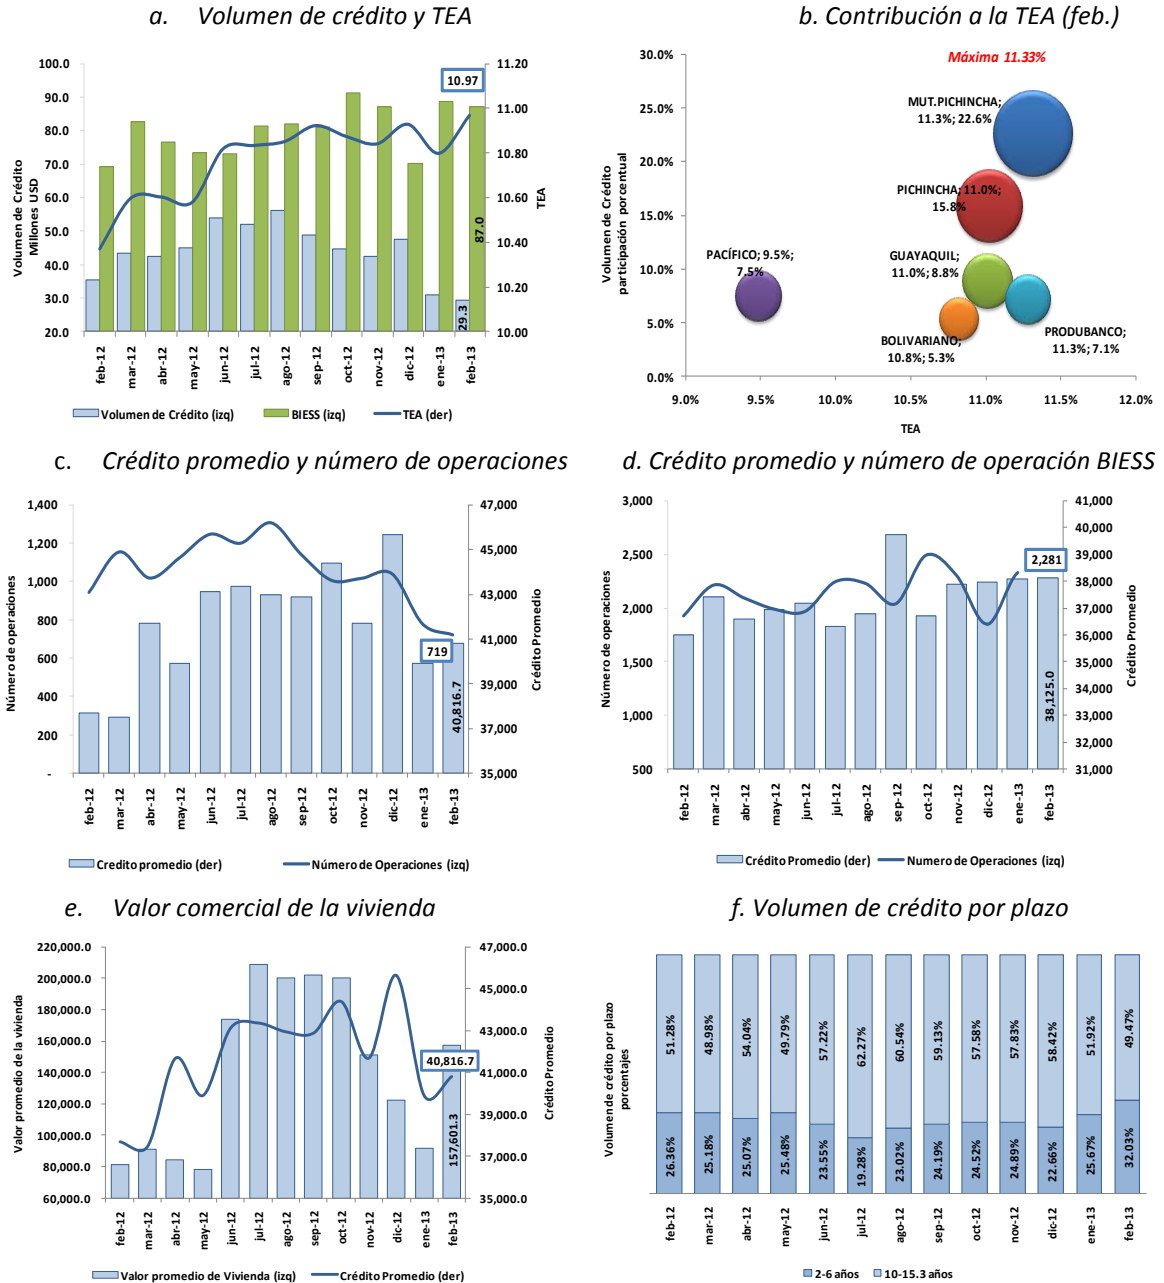 a. Volumen de crédito y TEA
100.0
90.0
80.0
70.0
60.0
50.0
40.0
30.0
20.0
Volumen de Crédito
Millones USD
11.20
11.00
10.80
10.60
10.40
10.20
10.00
TEA
10.97
87.0
29.3
feb-12
mar-12
abr-12
may-12
jun-12
jul-12
ago-12
sep-12
oct-12
nov-12
dic-12
ene-13
feb-13
Volumen de Crédito (izq)
BIESS (izq)
TEA (der)
b. Contribución a la TEA (feb.)
30.0%
25.0%
20.0%
15.0%
10.0%
5.0%
0.0%
Volumen de Crédito
participación porcentual
Máxima 11.33%
MUT.PICHINCHA;
11.3%; 22.6%
PICHINCHA; 11.0%;
15.8%
PACÍFICO; 9.5%;
7.5%
GUAYAQUIL;
11.0%; 8.8%
BOLIVARIANO;
10.8%; 5.3%
PRODUBANCO;
11.3%; 7.1%
9.0%
9.5%
10.0%
10.5%
11.0%
11.5%
12.0%
TEA
c. Crédito promedio y número de operaciones
1,400
1,200
1,000
800
600
400
200
-
Número de operaciones
47,000
45,000
43,000
41,000
39,000
37,000
35,000
Crédito Promedio
719
40,816.7
feb-12
mar-12
abr-12
may-12
jun-12
jul-12
ago-12
sep-12
oct-12
nov-12
dic-12
ene-13
feb-13
Credito promedio (der)
Número de Operaciones (izq)
d. Crédito promedio y número de operación BIESS
3,000
2,500
2,000
1,500
1,000
500
Número de operaciones
41,000
40,000
39,000
38,000
37,000
36,000
35,000
34,000
33,000
32,000
31,000
Crédito Promedio
2,281
38,125.0
feb-12
mar-12
abr-12
may-12
jun-12
jul-12
ago-12
sep-12
oct-12
nov-12
dic-12
ene-13
feb-13
Crédito Promedio (der)
Numero de Operaciones (izq)
e. Valor comercial de la vivienda
220,000.0
200,000.0
180,000.0
160,000.0
140,000.0
120,000.0
100,000.0
80,000.0
60,000.0
Valor promedio de la vivienda
47,000.0
45,000.0
43,000.0
41,000.0
39,000.0
37,000.0
35,000.0
Crédito Promedio
40,816.7
157,601.3
feb-12
mar-12
abr-12
may-12
jun-12
jul-12
ago-12
sep-12
oct-12
nov-12
dic-12
ene-13
feb-13
Valor promedio de Vivienda (izq)
Crédito Promedio (der)
f. Volumen de crédito por plazo
Volumen de crédito por plazo
porcentajes
51.28%
48.98%
54.04%
49.79%
57.22%
62.27%
60.54%
59.13%
57.58%
57.83%
58.42%
51.92%
49.47%
26.36%
25.18%
25.07%
25.48%
23.55%
19.28%
23.02%
24.19%
24.52%
24.89%
22.66%
25.67%
32.03%
feb-12
mar-12
abr-12
may-12
jun-12
jul-12
ago-12
sep-12
oct-12
nov-12
dic-12
ene-13
feb-13
2-6 años
10-15.3 años